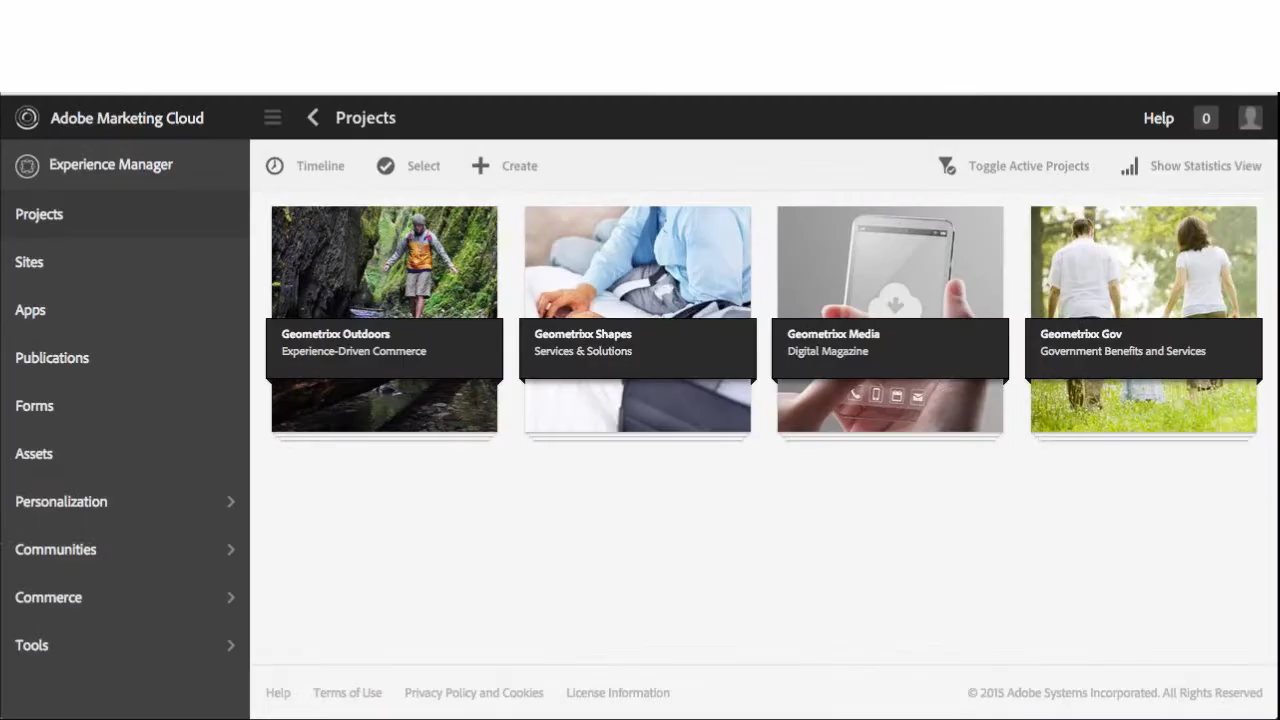 Adobe Marketing Cloud
Projects
Help
0
Experience Manager
Timeline
Select
Create
Toggle Active Projects
Show Statistics View
Projects
Sites
Apps
Publications
Forms
Assets
Personalization
Communities
Commerce
Tools
Geometrixx Outdoors
Experience-Driven Commerce
Geometrixx Shapes
Services & Solutions
Geometrixx Media
Digital Magazine
Geometrixx Gov
Government Benefits and Services
Help
Terms of Use
Privacy Policy and Cookies
License Information
© 2015 Adobe Systems Incorporated. All Rights Reserved